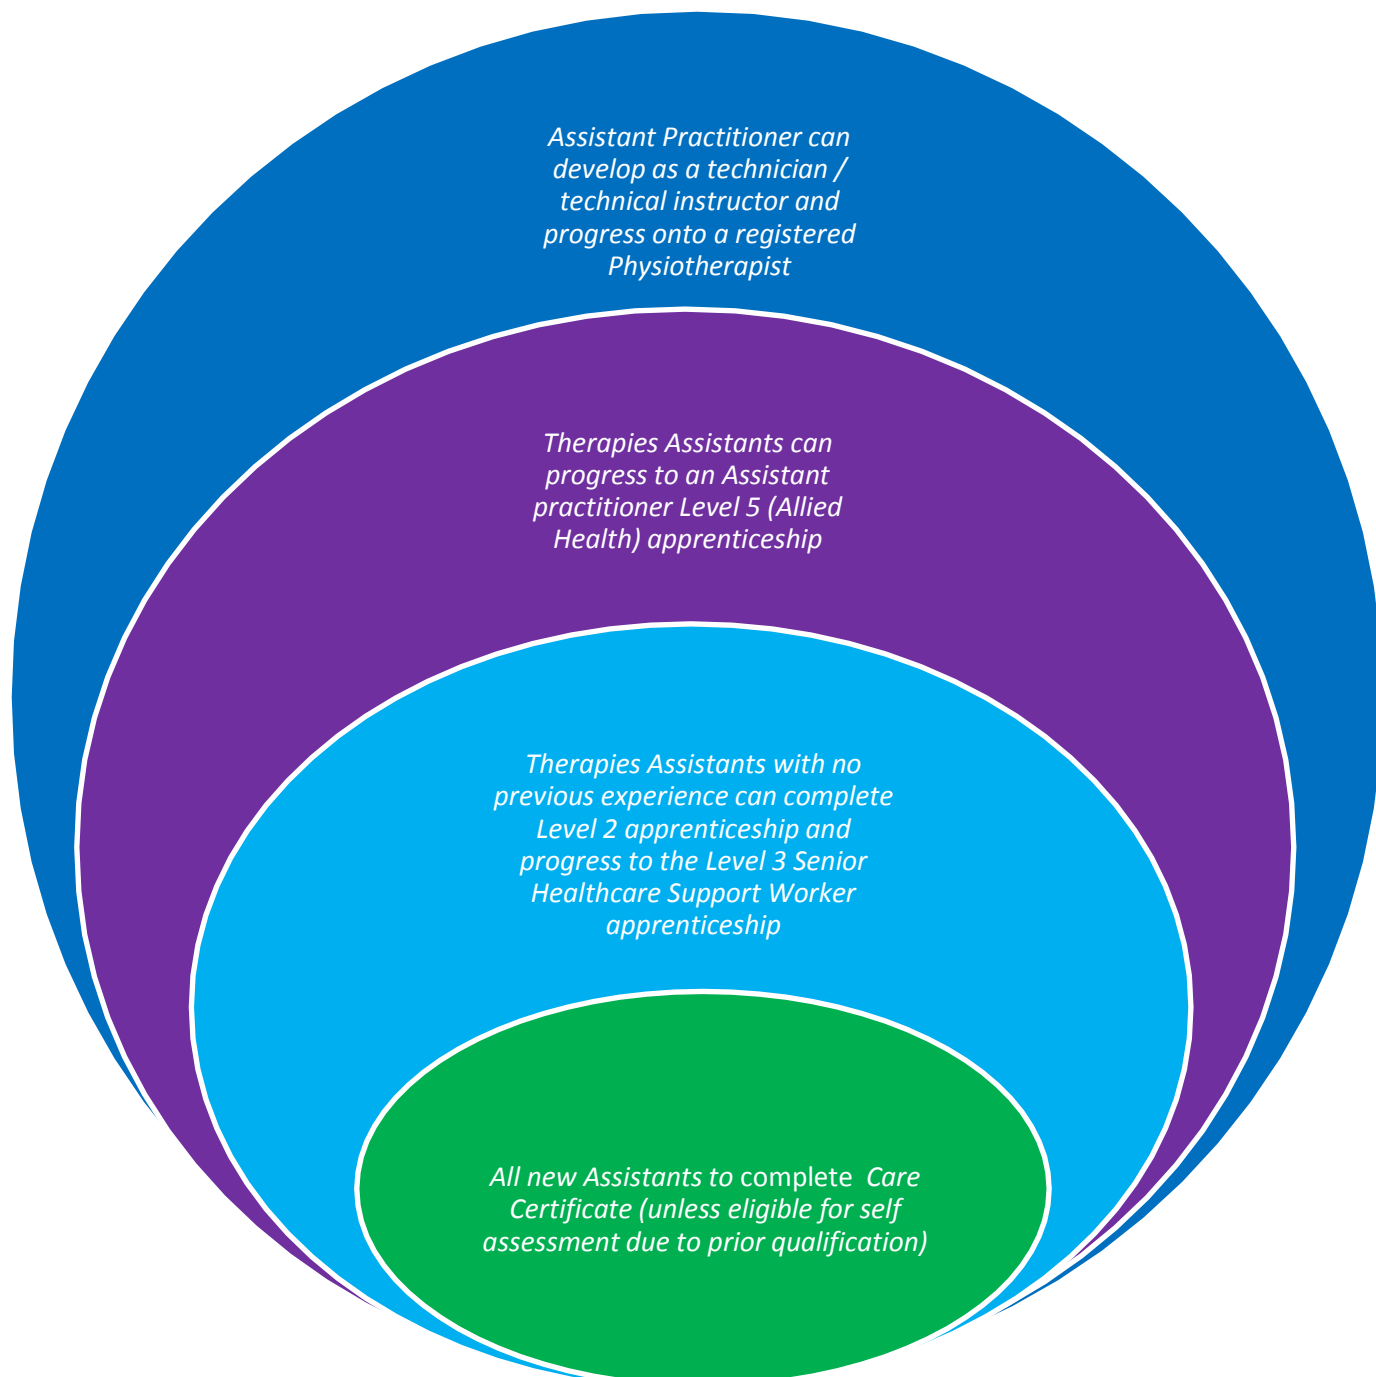 Assistant Practitioner can
develop as a technician /
technical instructor and
progress onto a registered
Physiotherapist
Therapies Assistants can
progress to an Assistant
practitioner Level 5 (Allied
Health) apprenticeship
Therapies Assistants with no
previous experience can complete
Level 2 apprenticeship and
progress to the Level 3 Senior
Healthcare Support Worker
apprenticeship
All new Assistants to complete Care
Certificate (unless eligible for self
assessment due to prior qualification)